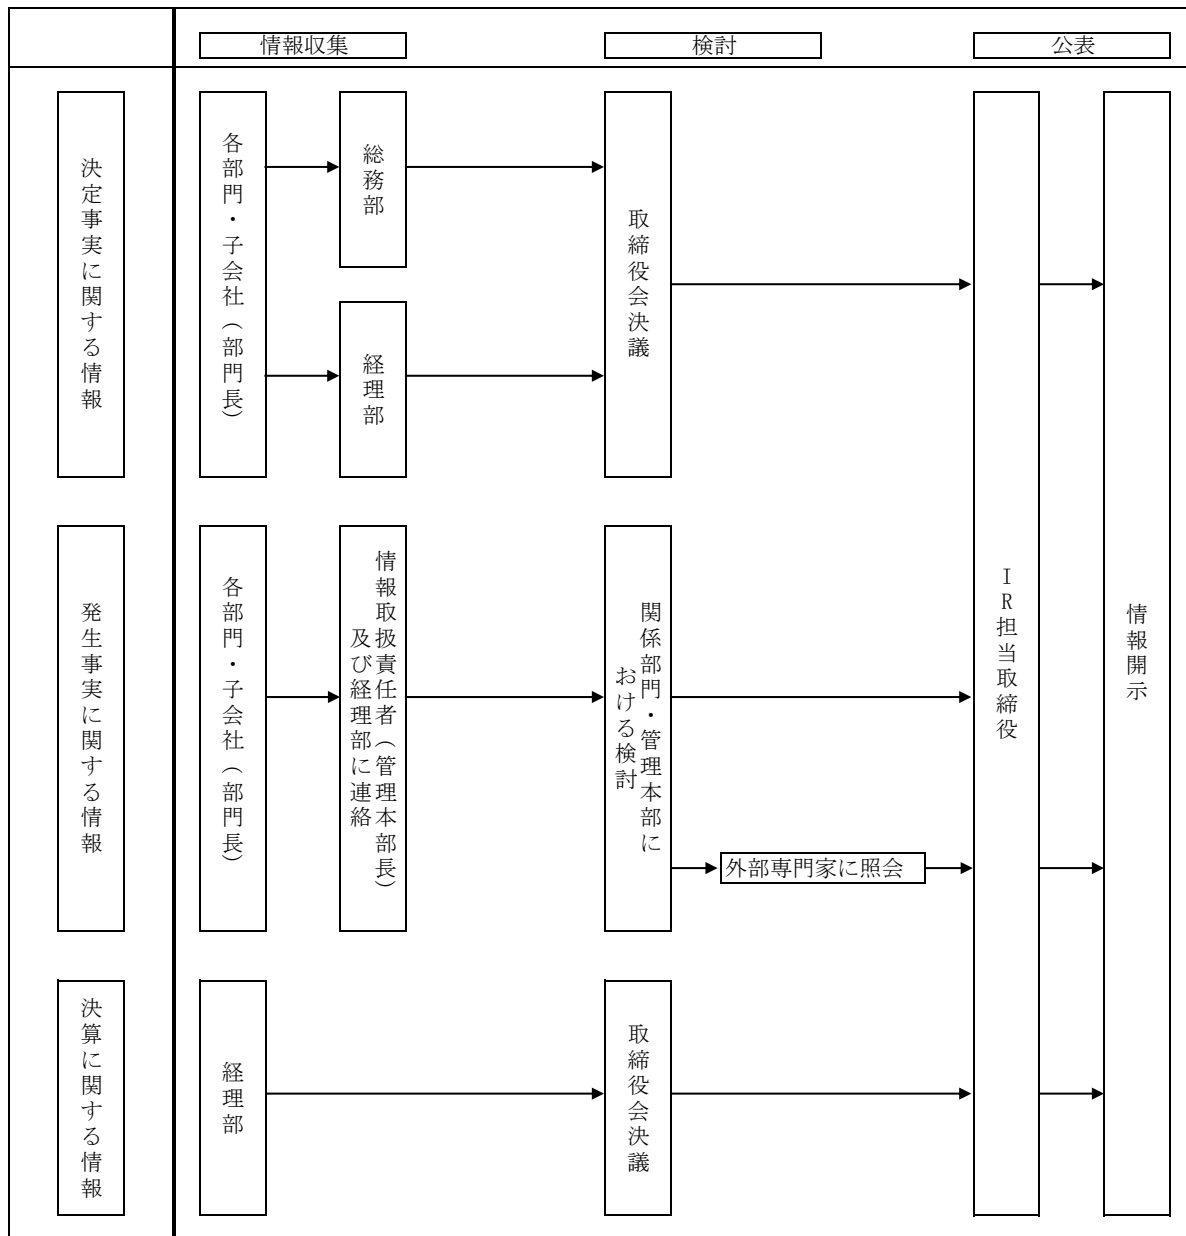 情報収集
検討
公表
決定事実に関する情報
各部門・子会社（部門長）
総務部
経理部
取締役会決議
発生事実に関する情報
各部門・子会社（部門長）
情報取扱責任者（管理本部長）
及び経理部に連絡
関係部門・管理本部に
おける検討
外部専門家に照会
ＩＲ担当取締役
情報開示
決算に関する情報
経理部
取締役会決議